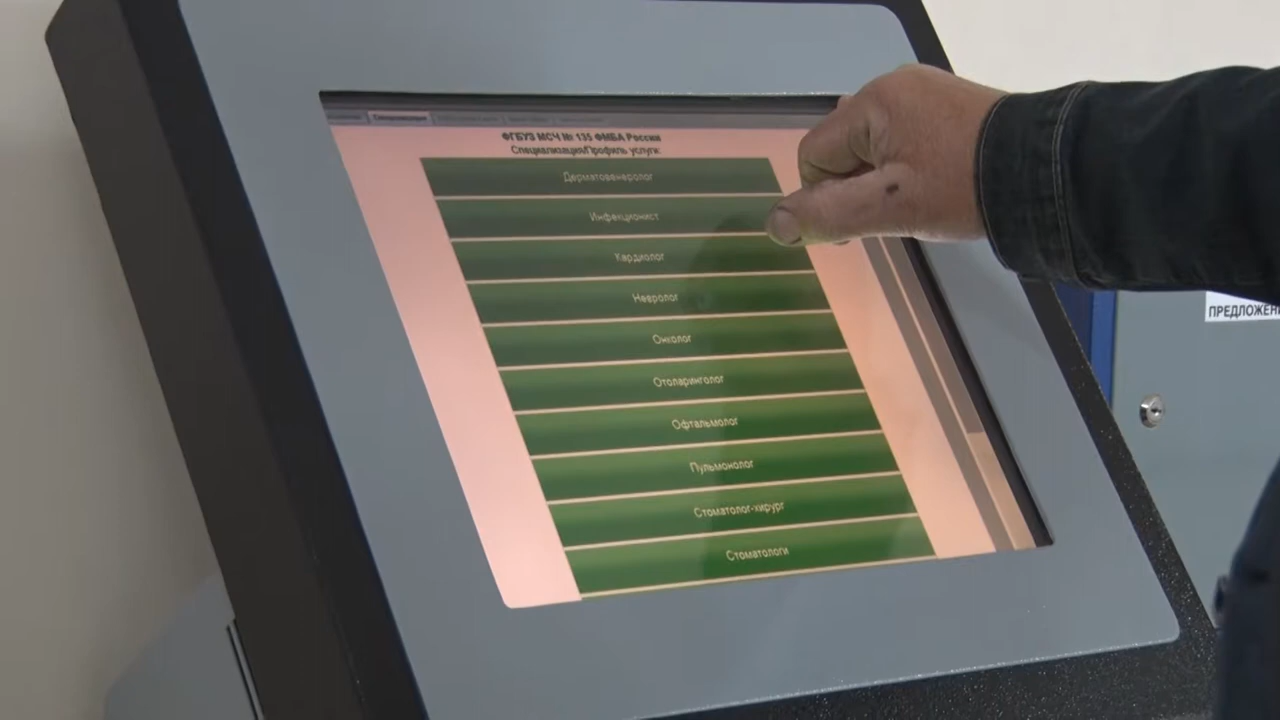 ФГБУЗ МСЧ № 135 ФМБА России
Специализация/Профиль услуги:
Дерматовенеролог
Инфекционист
Кардиолог
Невролог
Онколог
Отоларинголог
Офтальмолог
Пульмонолог
Стоматолог-хирург
Стоматологи
ПРЕДЛОЖЕН